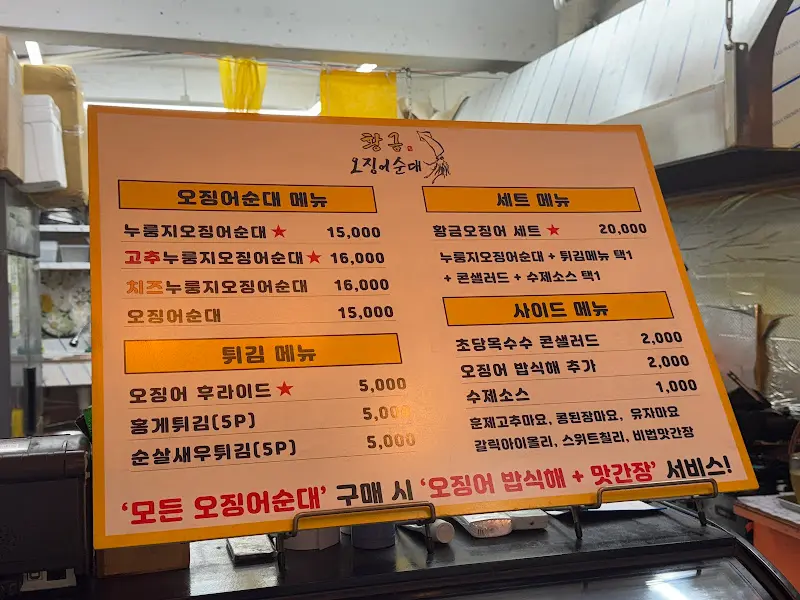 황금
오징어순대
오징어순대 메뉴
누룽지오징어순대★ 15,000
고추누룽지오징어순대★ 16,000
치즈누룽지오징어순대 16,000
오징어순대 15,000
튀김 메뉴
오징어 후라이드★ 5,000
홍게튀김(5P) 5,000
순살새우튀김(5P) 5,000
세트 메뉴
황금오징어 세트★ 20,000
누룽지오징어순대 + 튀김메뉴 택1
+ 콘샐러드 + 수제소스 택1
사이드 메뉴
초당옥수수 콘샐러드 2,000
오징어 밥식해 추가 2,000
수제소스 1,000
훈제고추마요, 콩된장마요, 유자마요
갈릭아이올리, 스위트칠리, 비법맛간장
'모든 오징어순대' 구매 시 '오징어 밥식해 + 맛간장' 서비스!